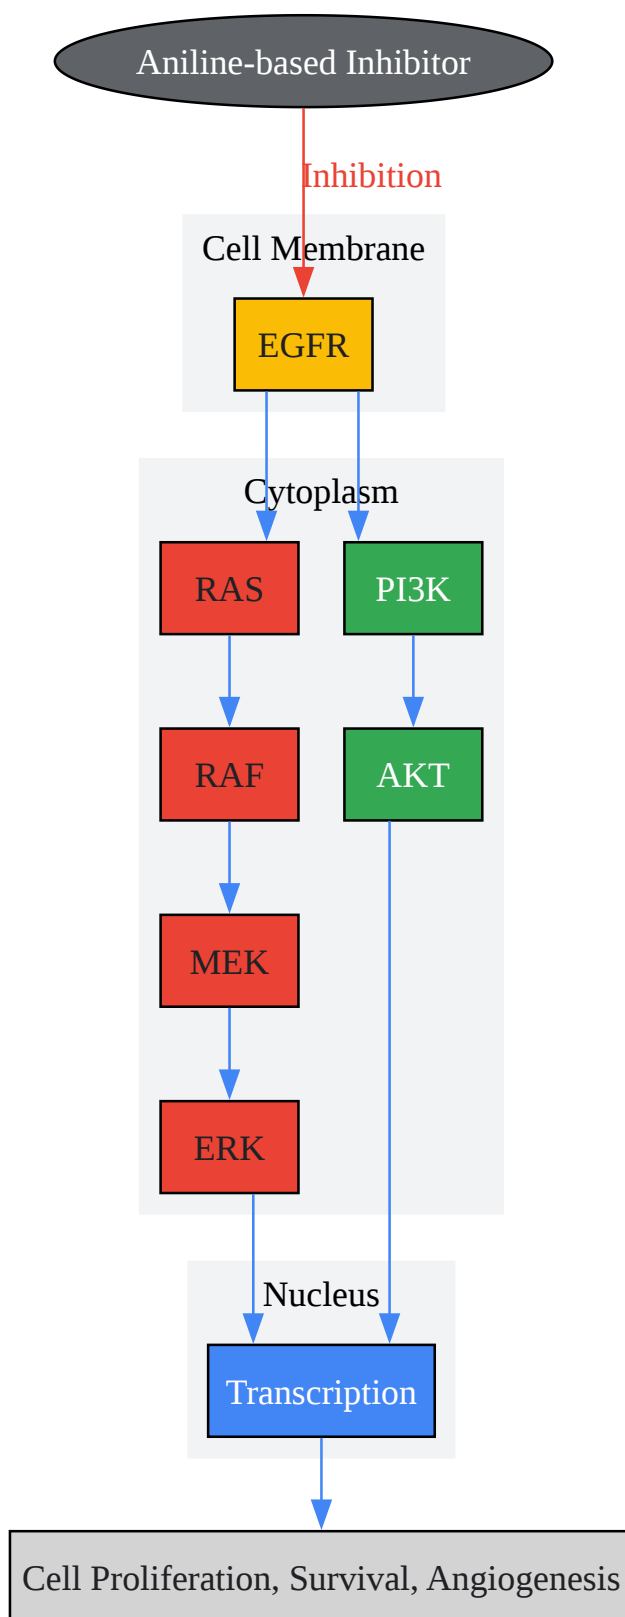 Aniline-based Inhibitor
Inhibition
Cell Membrane
EGFR
Cytoplasm
RAS
PI3K
RAF
AKT
MEK
ERK
Nucleus
Transcription
Cell Proliferation, Survival, Angiogenesis